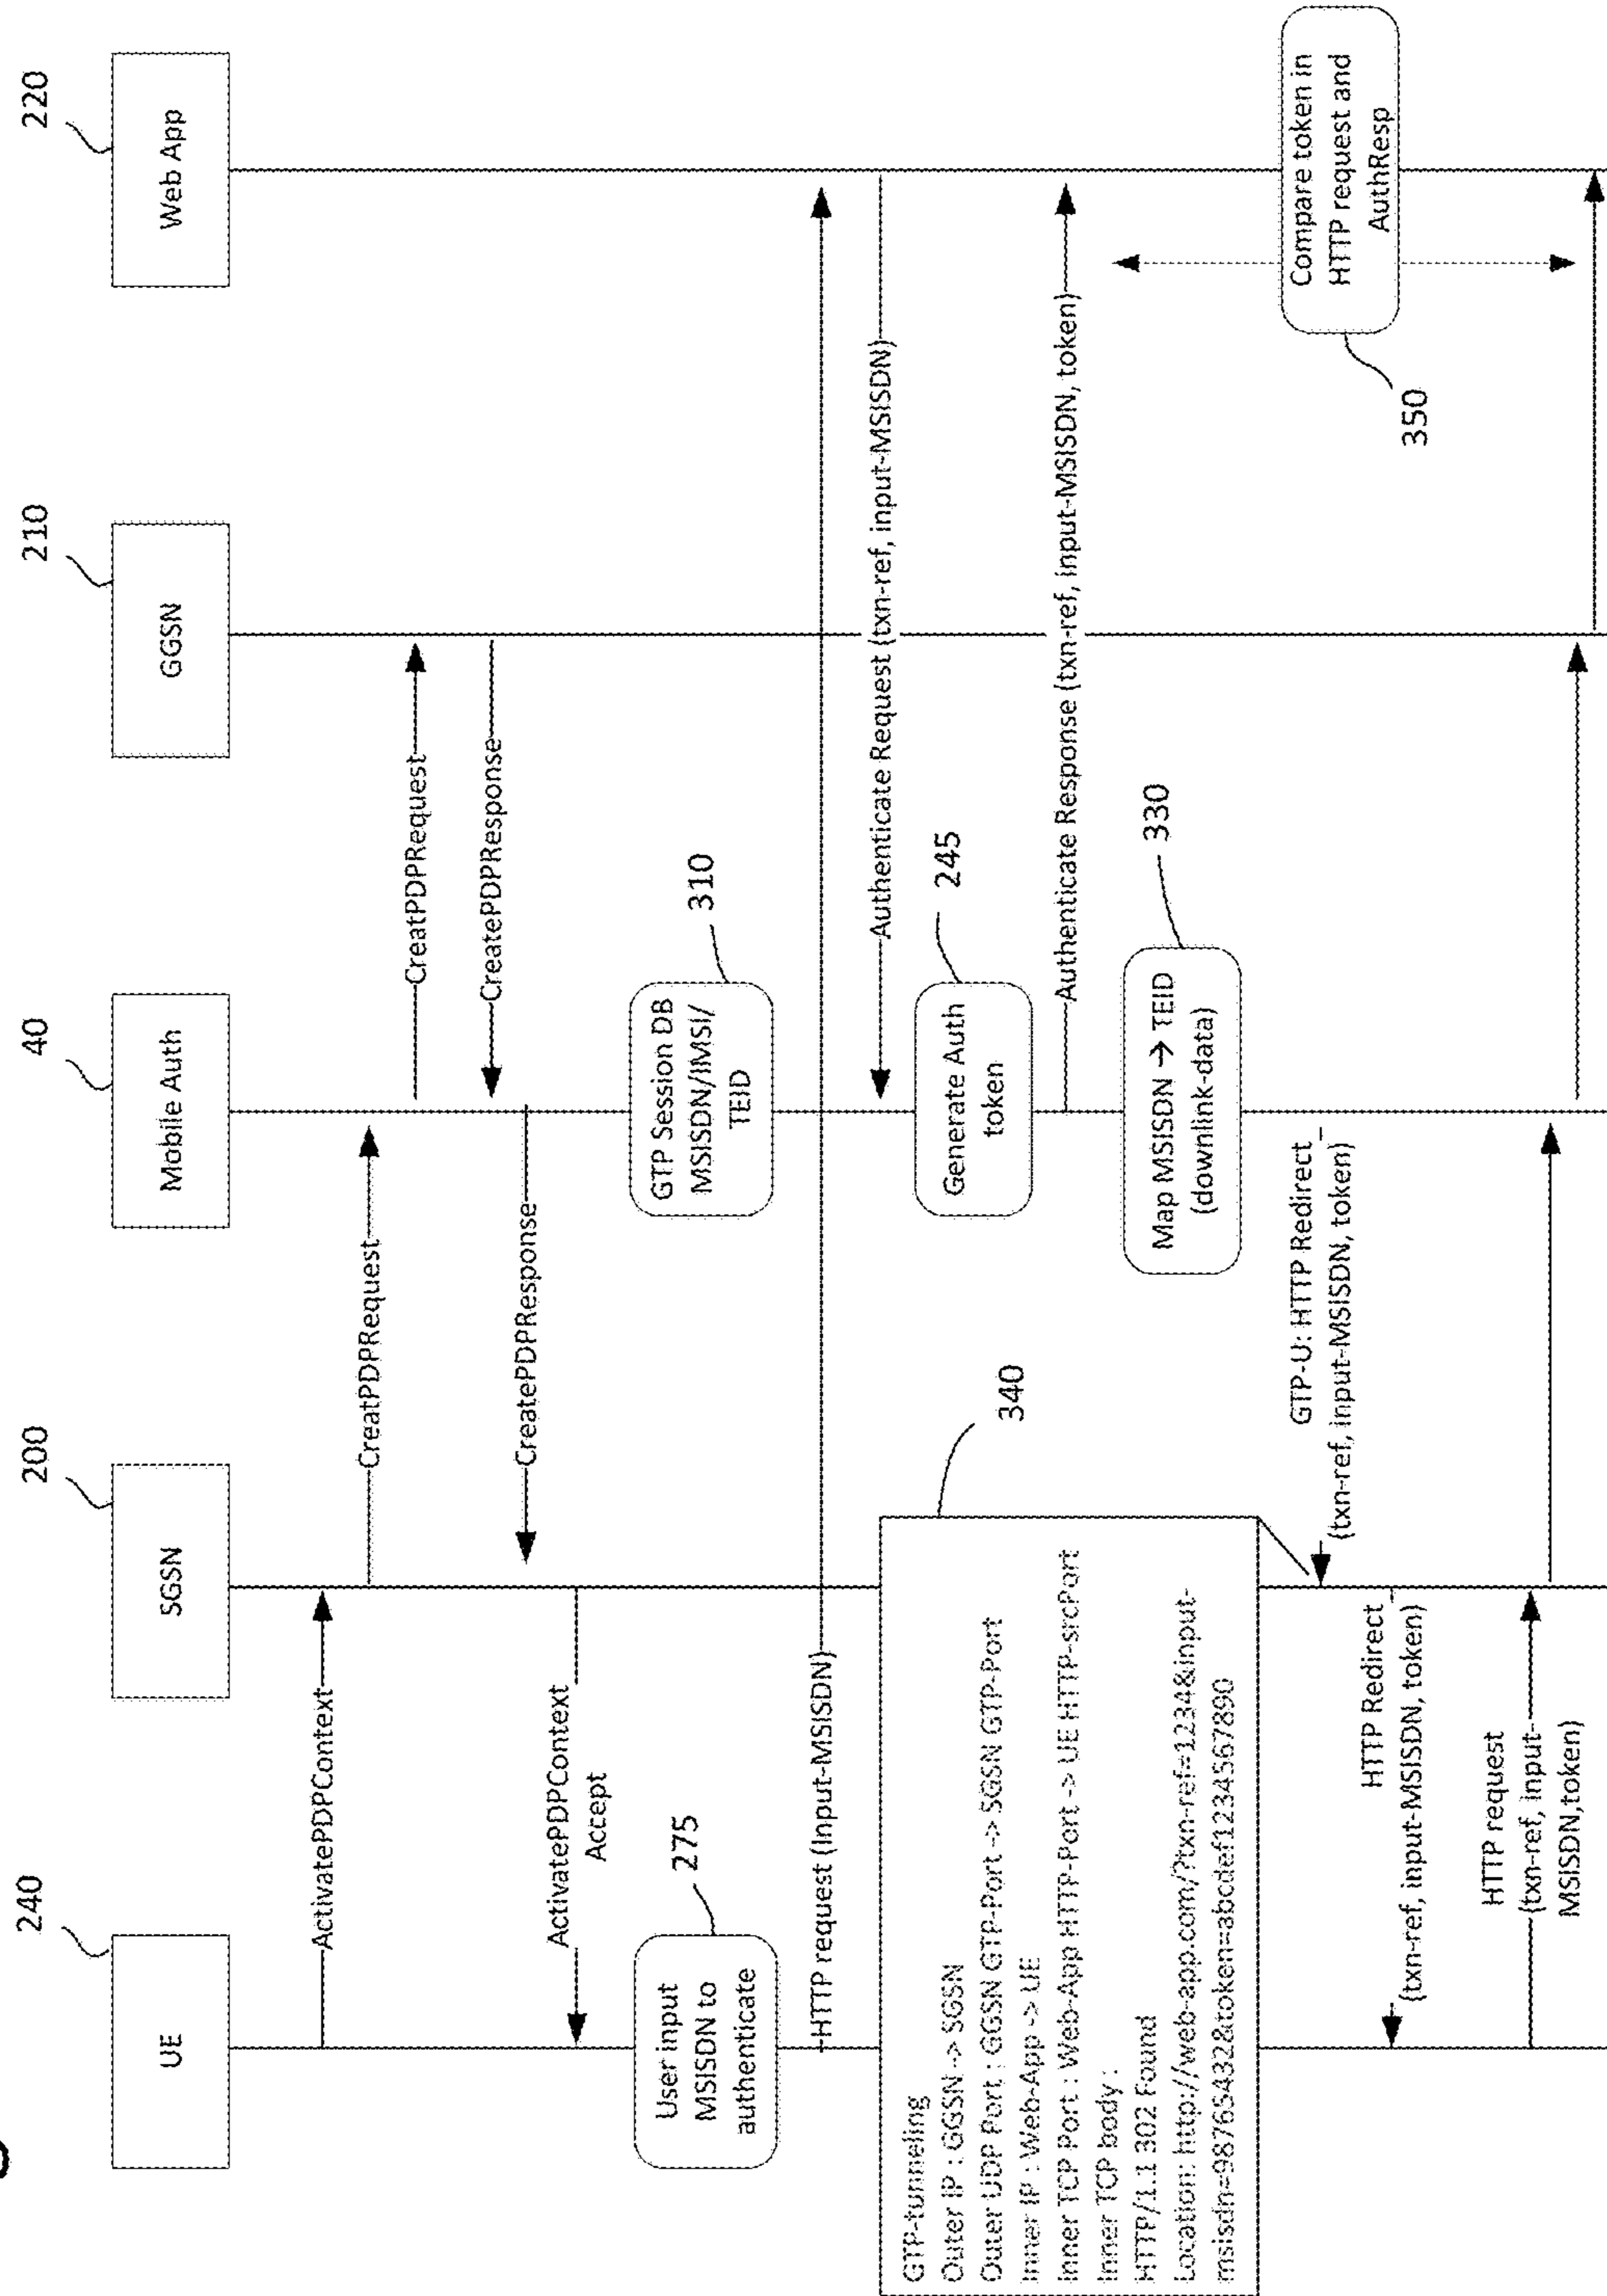 240
200
40
210
220
UE
SGSN
Mobile Auth
GGSN
Web App
ActivatePDPContext
CreatPDPRequest
CreatPDPRequest
CreatePDPResponse
CreatePDPResponse
ActivatePDPContext
Accept
User input
MSISDN to
authenticate
275
GTP Session DB
MSISDN/IMSI/
TEID
310
HTTP request (Input-MSISDN)
Authenticate Request (txn-ref, input-MSISDN)
Generate Auth
token
245
Authenticate Response (txn-ref, input-MSISDN, token)
GTP-tunneling
Outer IP : GGSN -> SGSN
Outer UDP Port : GGSN GTP-Port -> SGSN GTP-Port
Inner IP : Web-App -> UE
Inner TCP Port : Web-App HTTP-Port -> UE HTTP-srcPort
Inner TCP body :
HTTP/1.1 302 Found
Location: http://web-app.com/?txn-ref=1234&input-
msisdn=98765432&token=abcdef1234567890
340
Map MSISDN → TEID
(downlink-data)
330
GTP-U: HTTP Redirect
(txn-ref, input-MSISDN, token)
Compare token in
HTTP request and
AuthResp
350
HTTP Redirect
(txn-ref, input-MSISDN, token)
HTTP request
(txn-ref, input-
MSISDN,token)